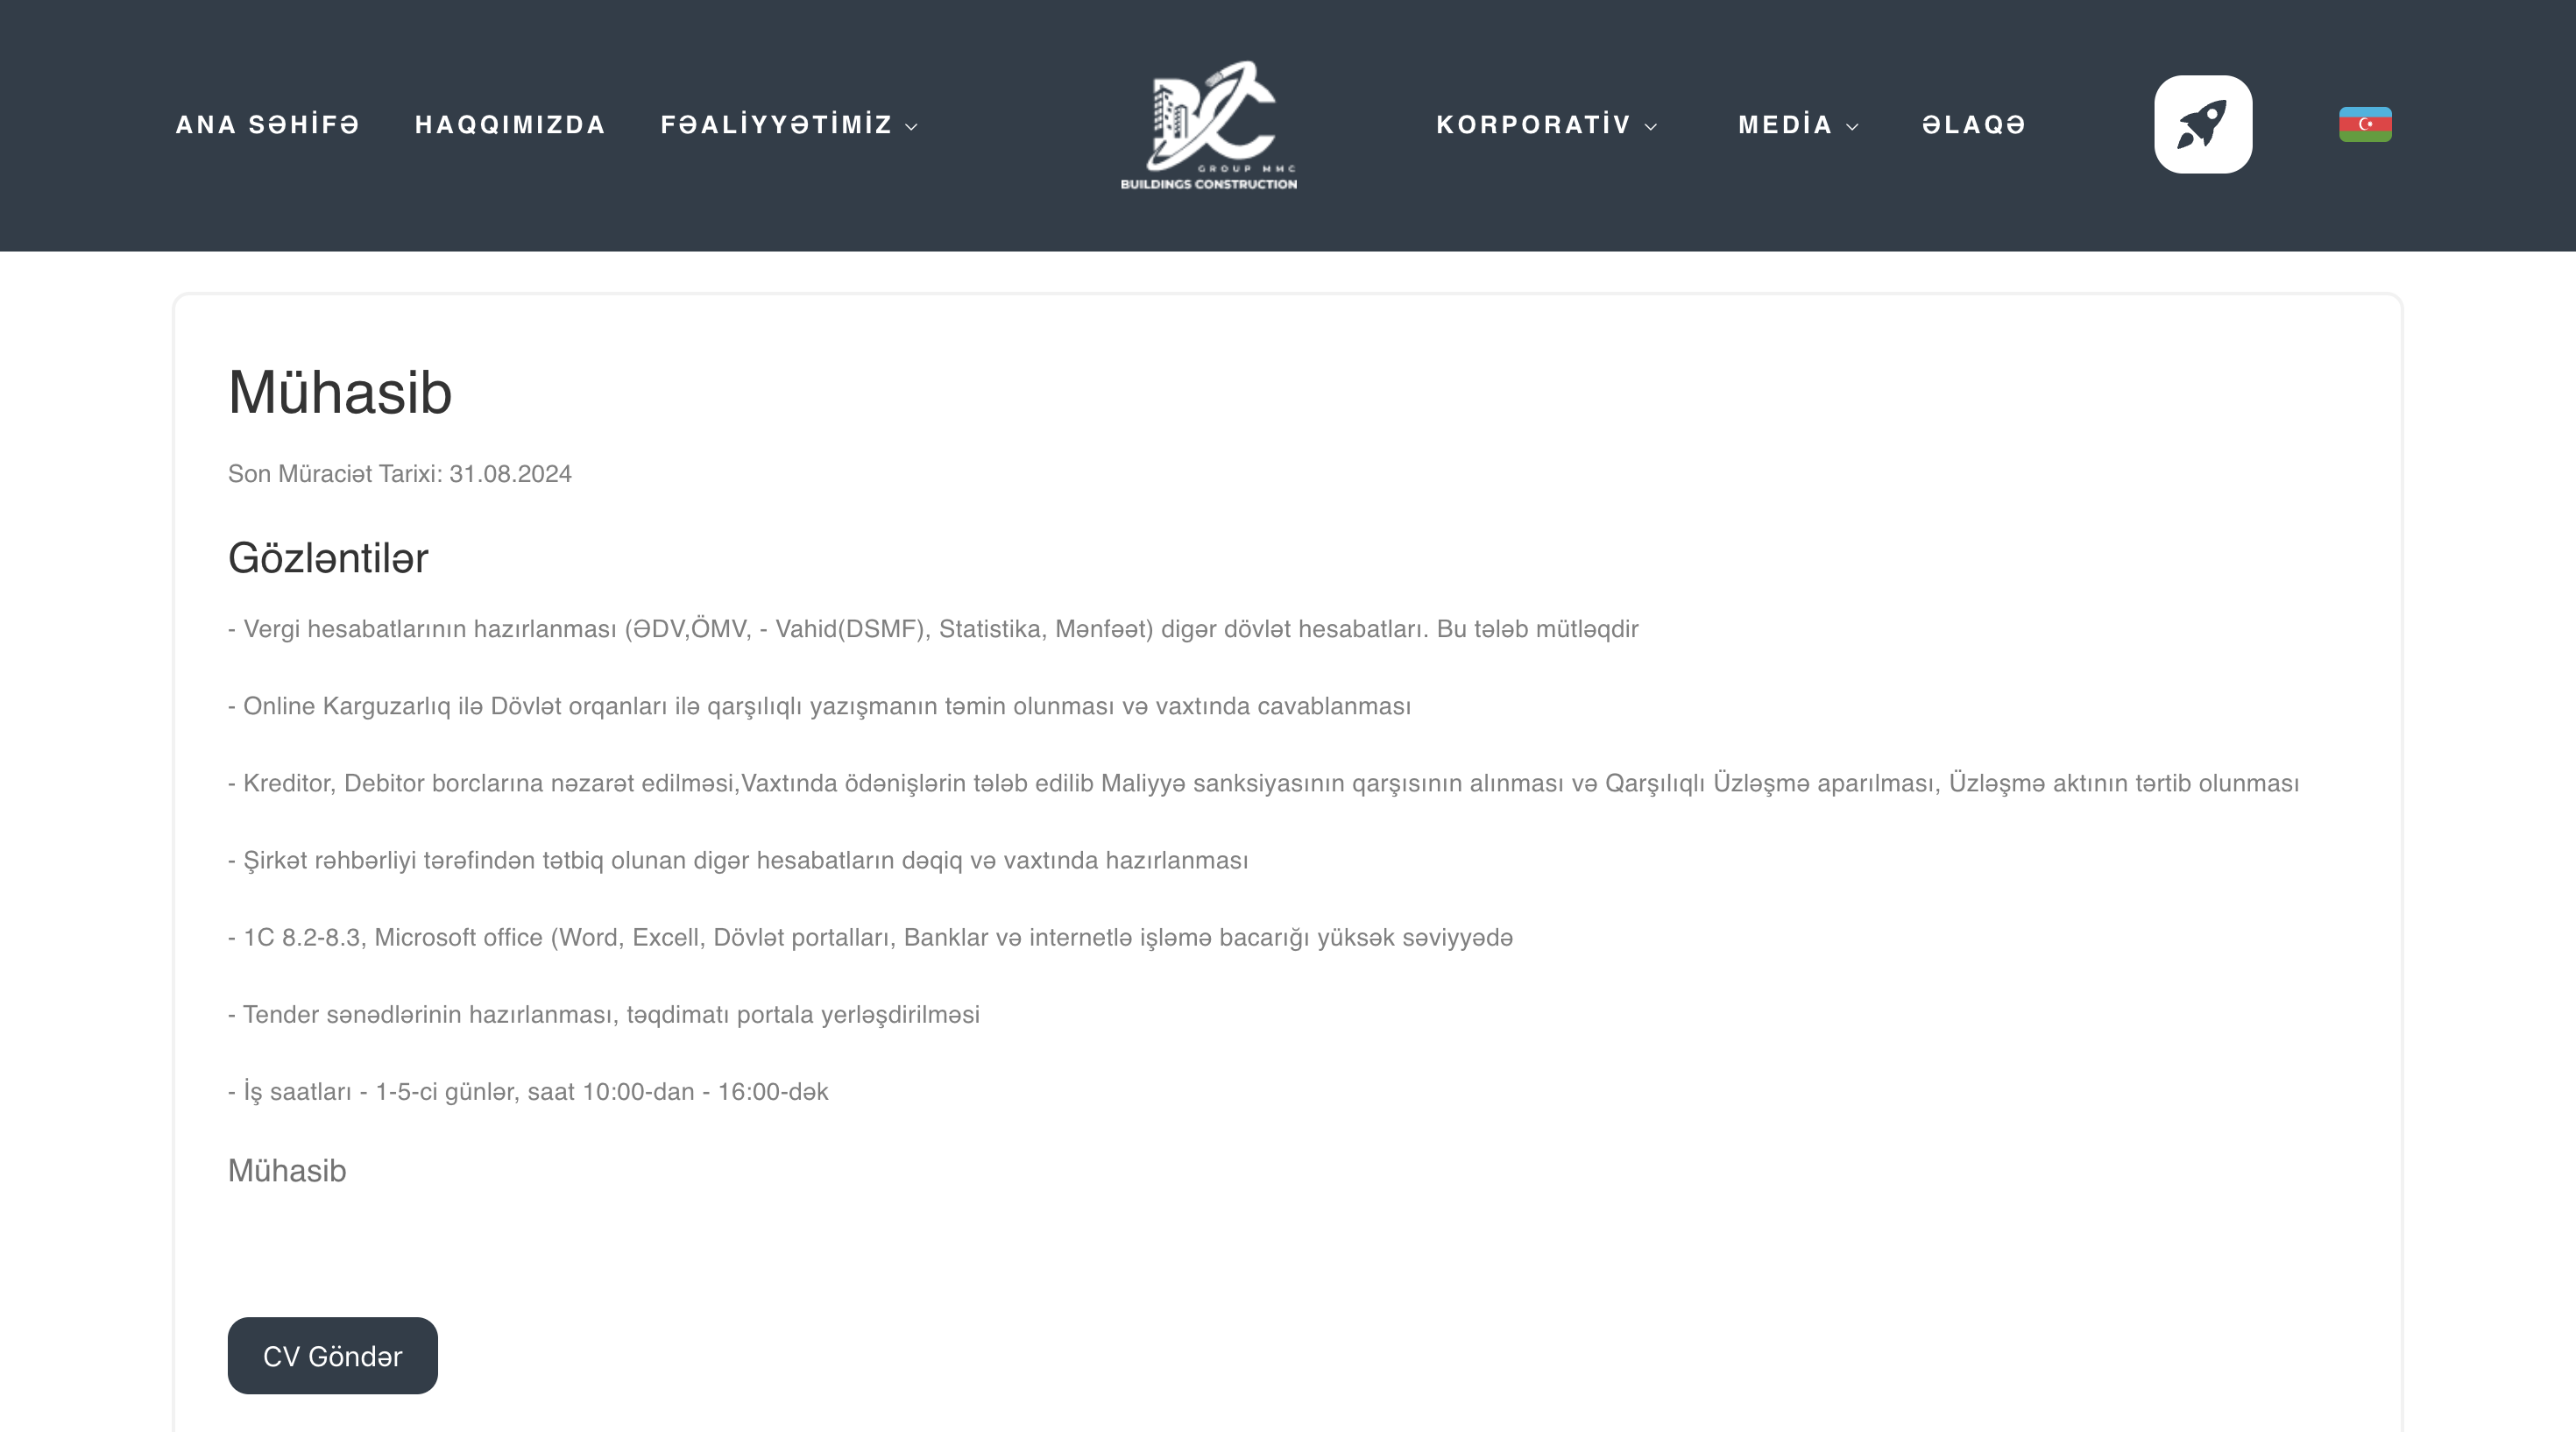 ANA SƏHİFƏ
HAQQIMIZDA
FƏALİYYƏTİMİZ
BC
GROUP MMC
BUILDINGS CONSTRUCTION
KORPORATİV
MEDİA
ƏLAQƏ
Mühasib
Son Müraciət Tarixi: 31.08.2024
Gözləntilər
- Vergi hesabatlarının hazırlanması (ƏDV,ÖMV, - Vahid(DSMF), Statistika, Mənfəət) digər dövlət hesabatları. Bu tələb mütləqdir
- Online Karguzarlıq ilə Dövlət orqanları ilə qarşılıqlı yazışmanın təmin olunması və vaxtında cavablanması
- Kreditor, Debitor borclarına nəzarət edilməsi,Vaxtında ödənişlərin tələb edilib Maliyyə sanksiyasının qarşısının alınması və Qarşılıqlı Üzləşmə aparılması, Üzləşmə aktının tərtib olunması
- Şirkət rəhbərliyi tərəfindən tətbiq olunan digər hesabatların dəqiq və vaxtında hazırlanması
- 1C 8.2-8.3, Microsoft office (Word, Excell, Dövlət portalları, Banklar və internetlə işləmə bacarığı yüksək səviyyədə
- Tender sənədlərinin hazırlanması, təqdimatı portala yerləşdirilməsi
- İş saatları - 1-5-ci günlər, saat 10:00-dan - 16:00-dək
Mühasib
CV Göndər